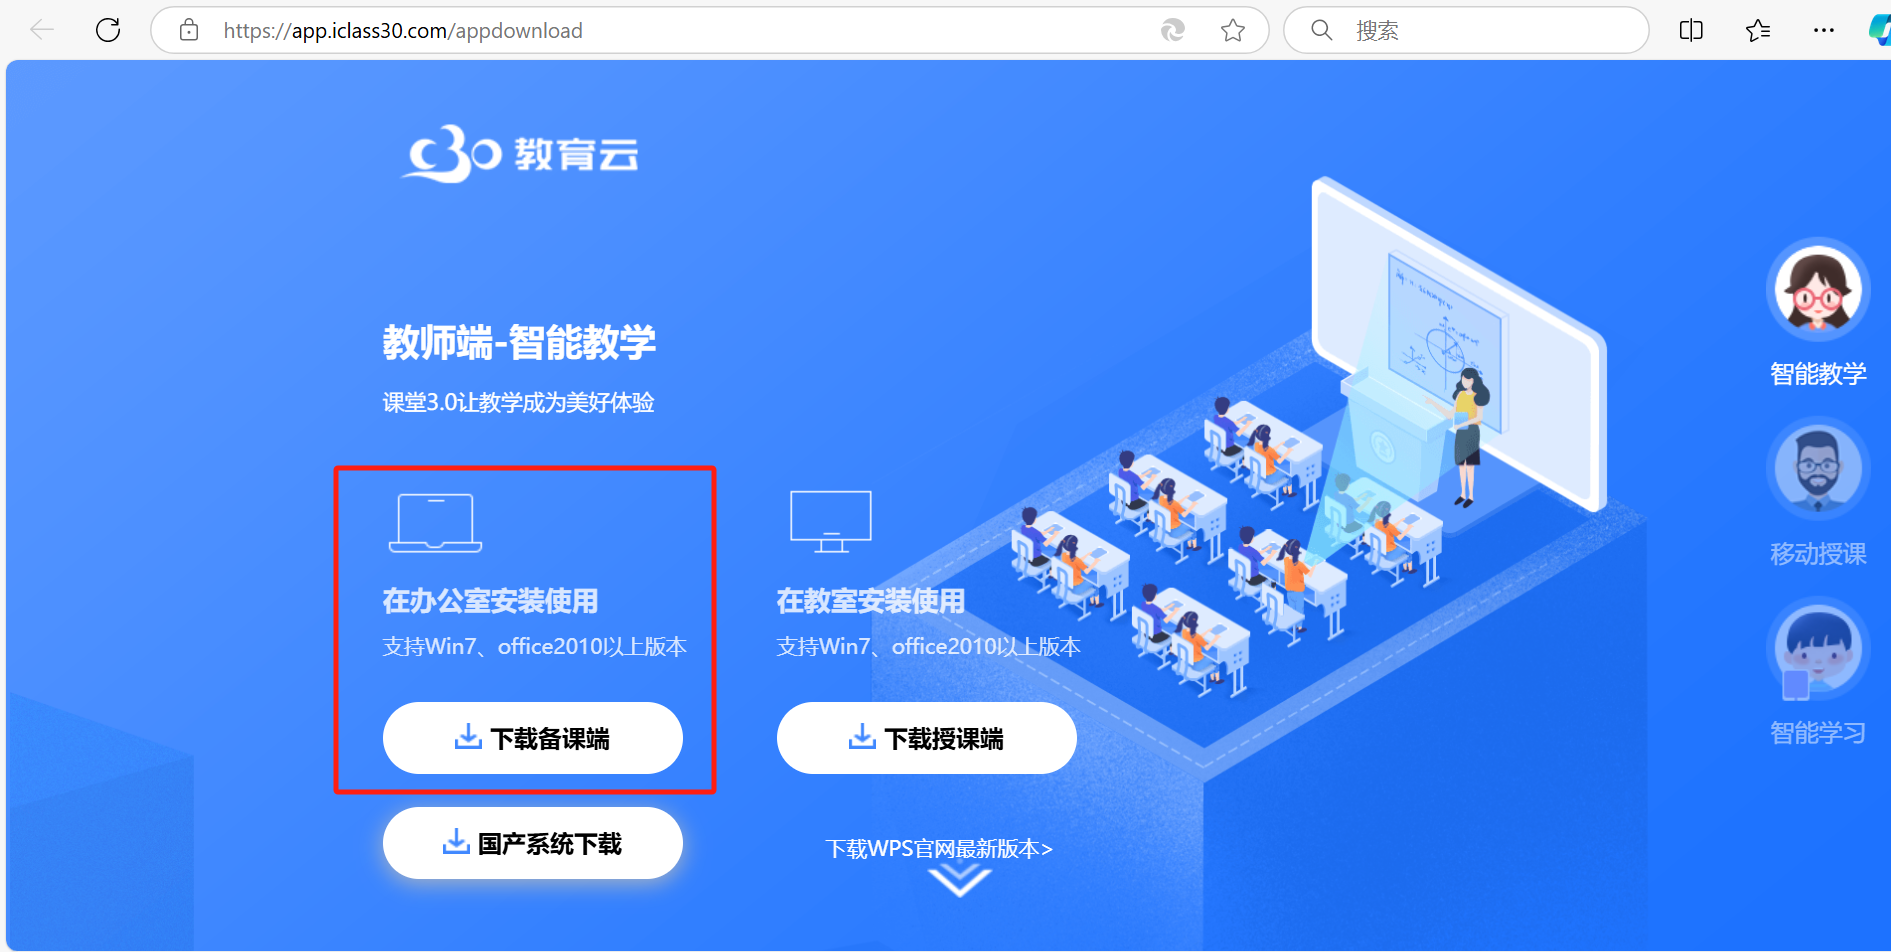 https://app.iclass30.com/appdownload
搜索
C30 教育云
教师端-智能教学
课堂3.0让教学成为美好体验
在办公室安装使用
支持Win7、office2010以上版本
下载备课端
国产系统下载
在教室安装使用
支持Win7、office2010以上版本
下载授课端
下载WPS官网最新版本>
智能教学
移动授课
智能学习